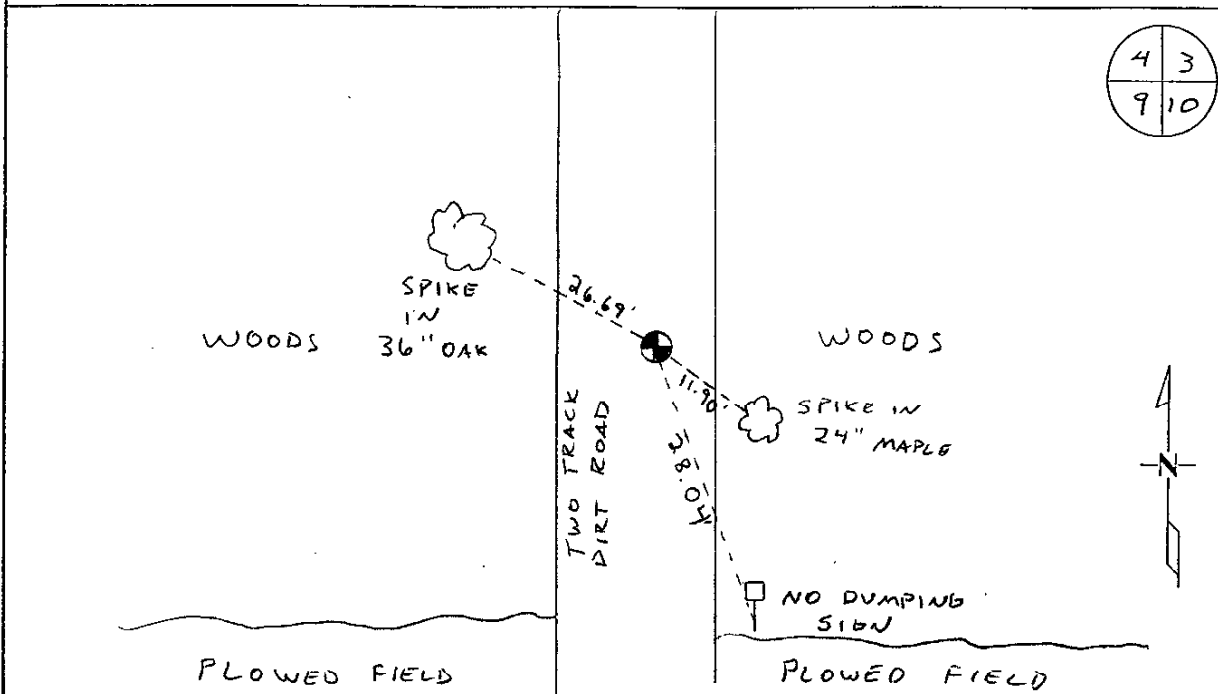 4 3
9 10
26.69'
SPIKE
IN
36" OAK
WOODS
WOODS
11.90'
SPIKE IN
24" MAPLE
TWO TRACK
DIRT ROAD
28.04'
N
NO DUMPING
SIGN
PLOWED FIELD
PLOWED FIELD